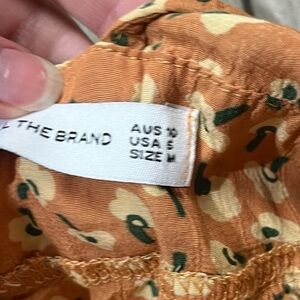 THE BRAND
AUS 10
USA 6
SIZE M